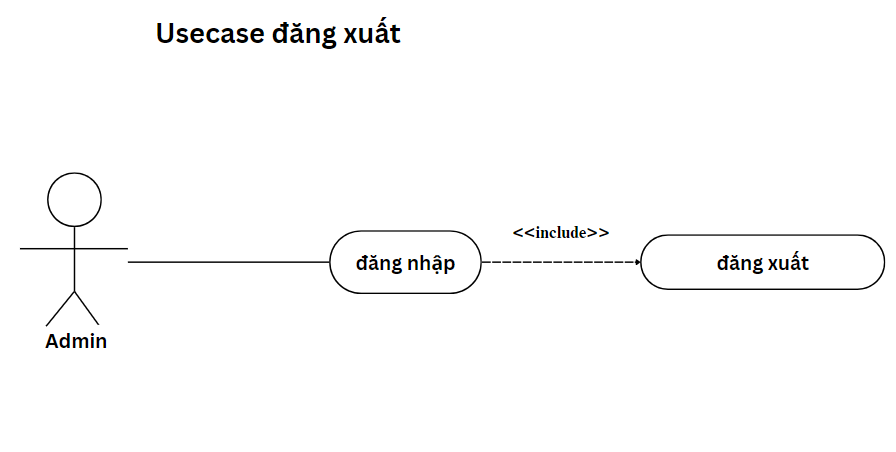 Usecase đăng xuất
<<include>>
đăng nhập
đăng xuất
Admin